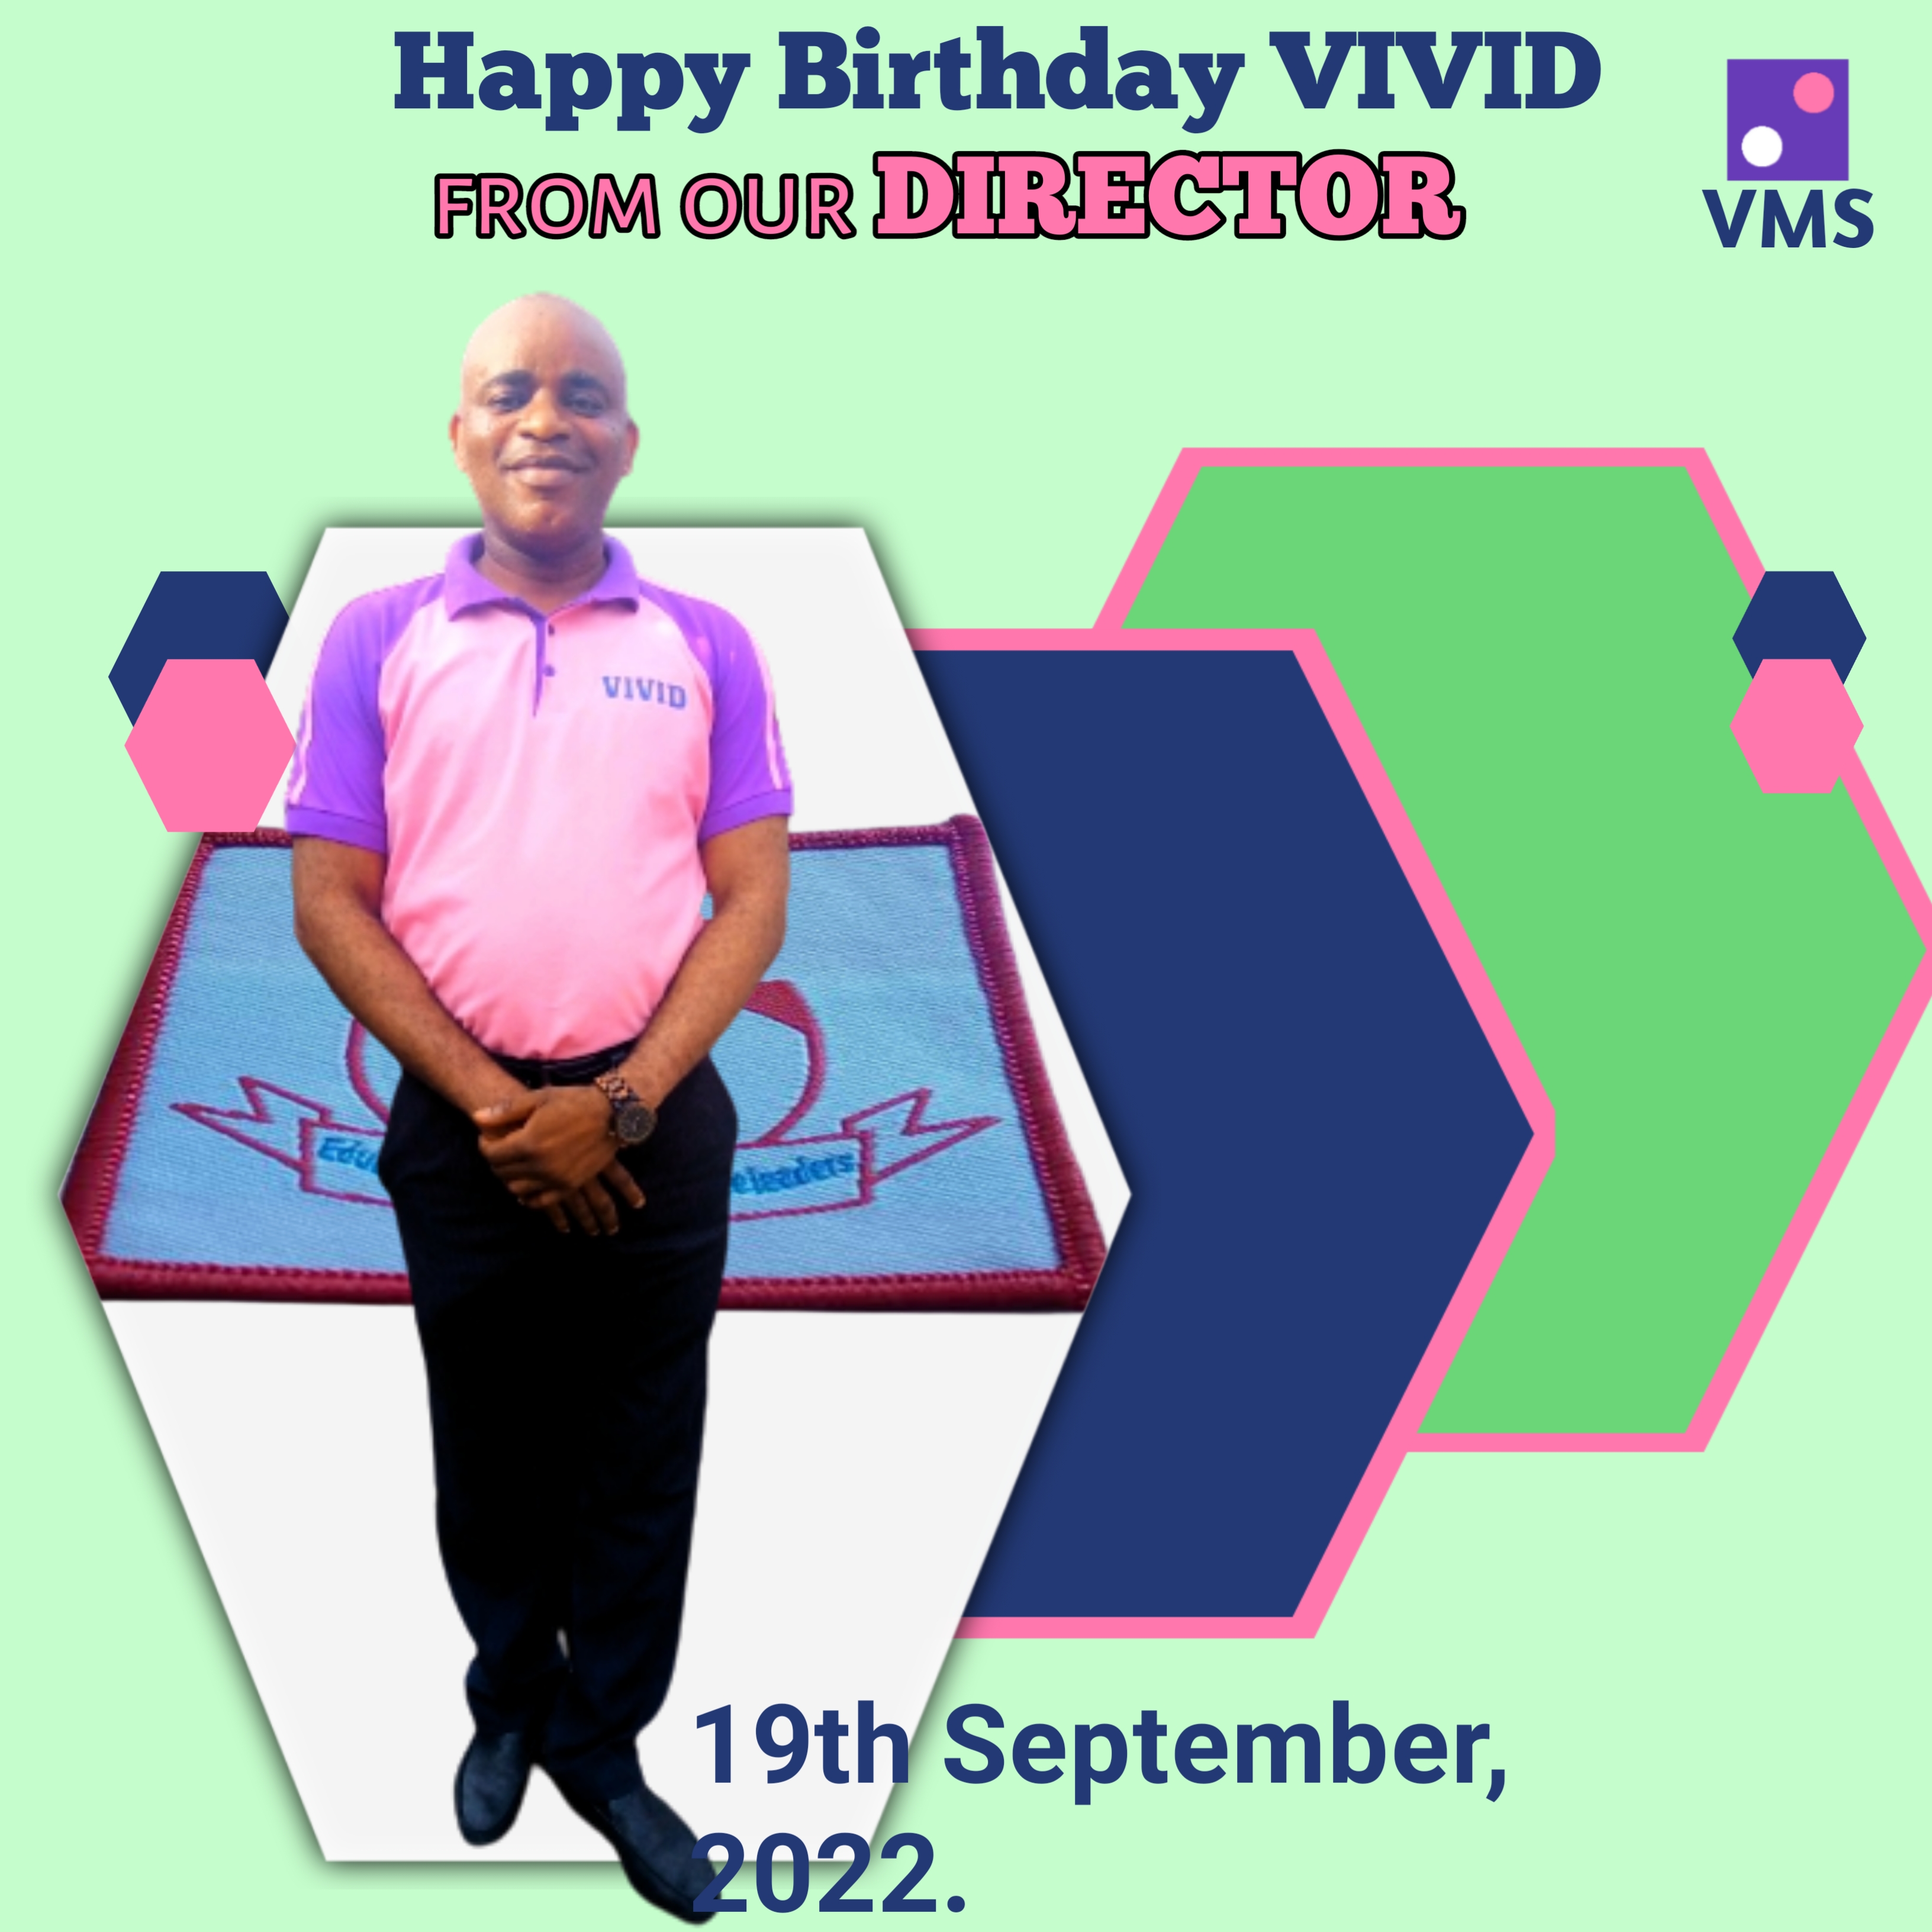 Happy Birthday VIVID
FROM OUR DIRECTOR
VMS
VIVID
19th September,
2022.